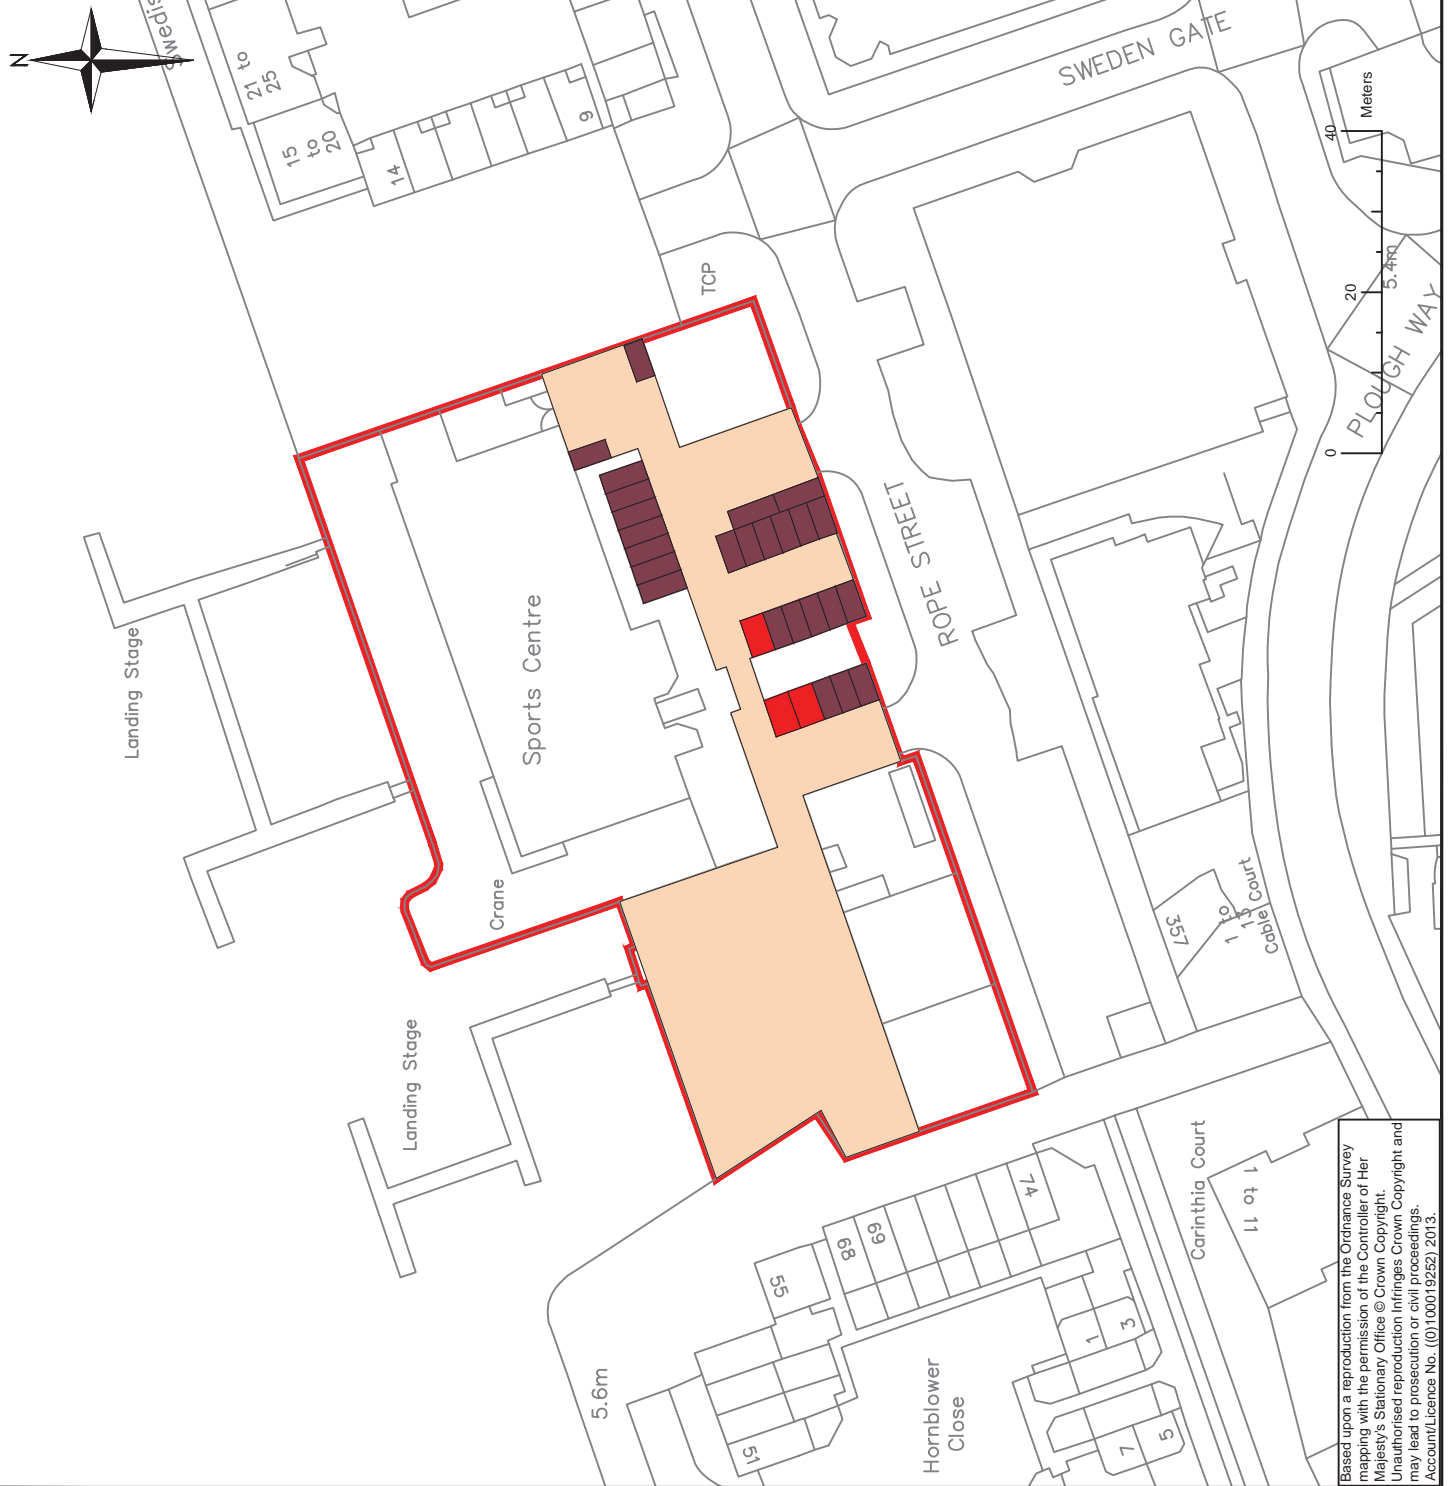 N
Swedis
21 to
25
15
to
20
14
9
TCP
SWEDEN GATE
Landing Stage
Sports Centre
ROPE STREET
Crane
Landing Stage
40
Meters
20
0
5.4m
PLOUGH WAY
357
1
to
13
Cable Court
Carinthia Court
1 to 11
74
69
68
55
51
5.6m
Hornblower
Close
1
3
5
7
Based upon a reproduction from the Ordnance Survey
mapping with the permission of the Controller of Her
Majesty's Stationary Office © Crown Copyright.
Unauthorised reproduction Infringes Crown Copyright and
may lead to prosecution or civil proceedings.
Account/Licence No. ((0)100019252) 2013.